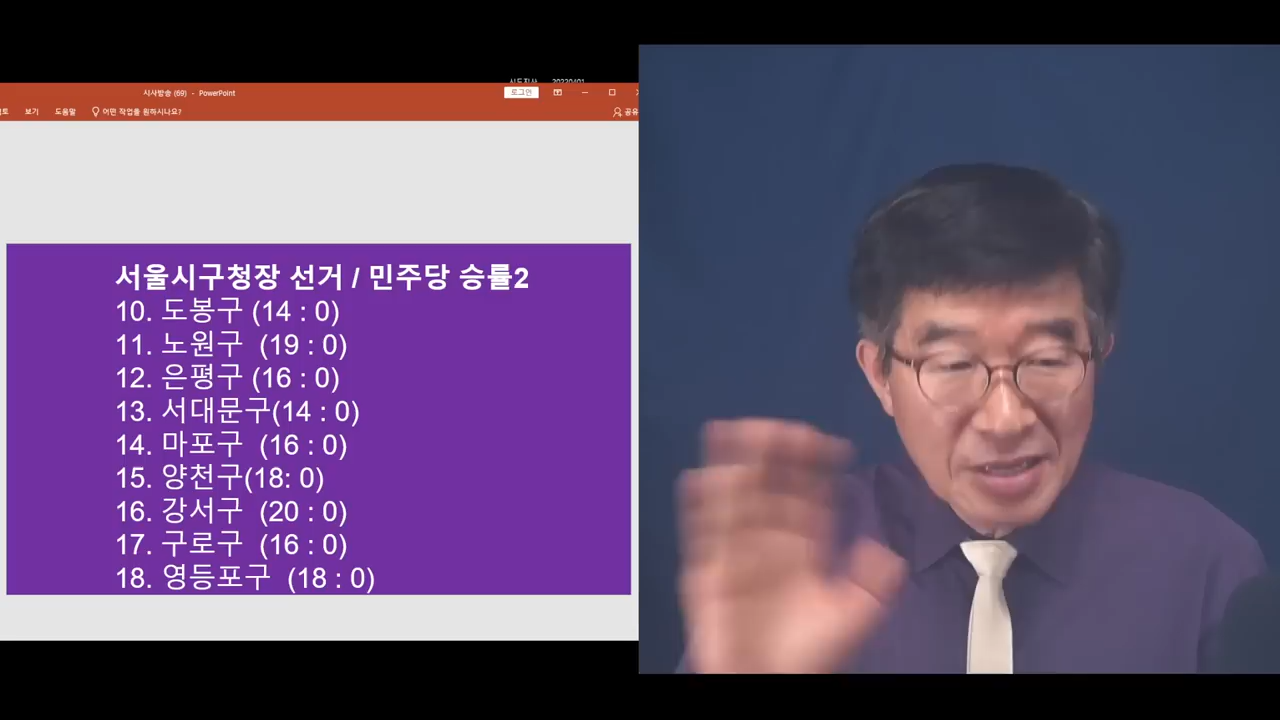 시사방송 (69) - PowerPoint
로그인
보기
도움말
어떤 작업을 원하시나요?
공유
서울시구청장 선거 / 민주당 승률2
10. 도봉구 (14 : 0)
11. 노원구 (19 : 0)
12. 은평구 (16 : 0)
13. 서대문구(14 : 0)
14. 마포구 (16 : 0)
15. 양천구(18: 0)
16. 강서구 (20 : 0)
17. 구로구 (16 : 0)
18. 영등포구 (18 : 0)